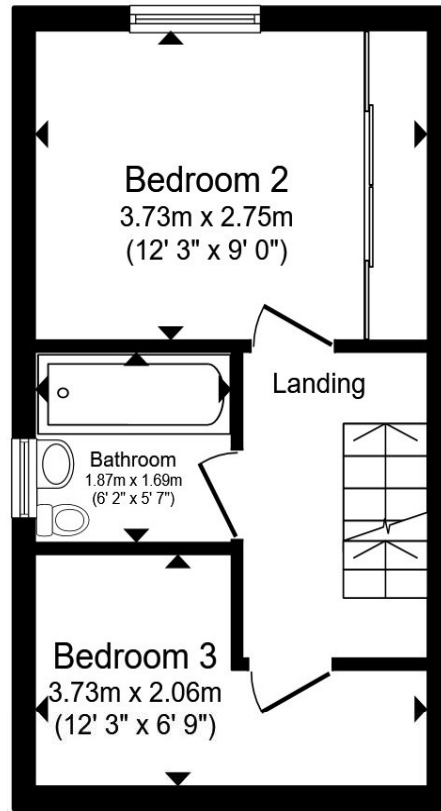 Bedroom 2
3.73m x 2.75m
(12' 3" x 9' 0")
Landing
Bathroom
1.87m x 1.69m
(6' 2" x 5' 7")
Bedroom 3
3.73m x 2.06m
(12' 3" x 6' 9")